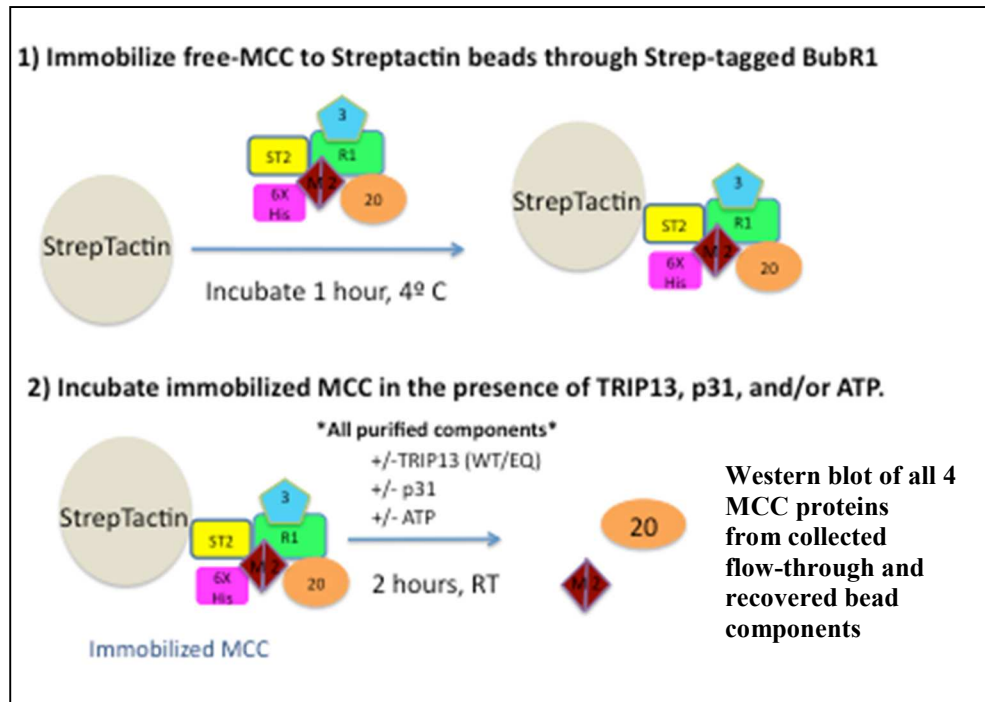 1) Immobilize free-MCC to Streptactin beads through Strep-tagged BubR1
3
ST2
R1
M 2
6X
His
20
StrepTactin
Incubate 1 hour, 4º C
StrepTactin
3
ST2
R1
M 2
6X
His
20
2) Incubate immobilized MCC in the presence of TRIP13, p31, and/or ATP.
*All purified components*
+/-TRIP13 (WT/EQ)
+/- p31
+/- ATP
2 hours, RT
StrepTactin
3
ST2
R1
M 2
6X
His
20
Immobilized MCC
20
M 2
Western blot of all 4
MCC proteins
from collected
flow-through and
recovered bead
components